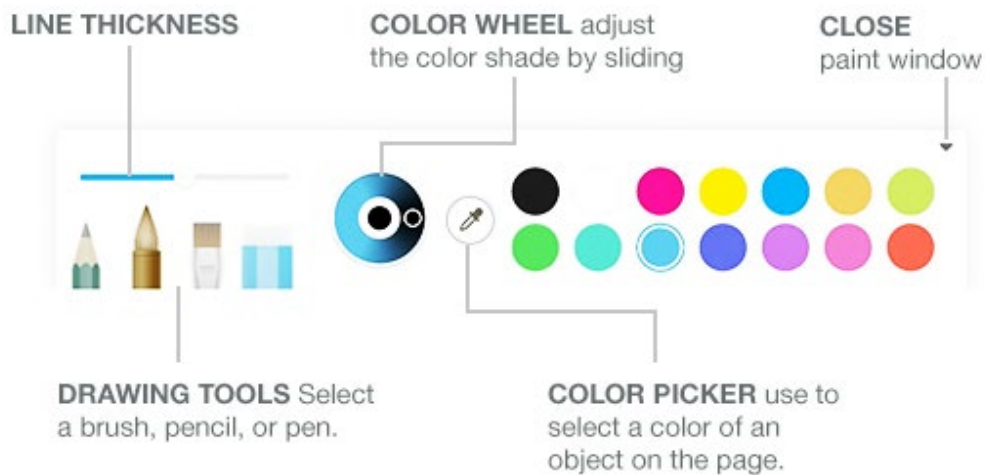 LINE THICKNESS
COLOR WHEEL adjust
the color shade by sliding
CLOSE
paint window
DRAWING TOOLS Select
a brush, pencil, or pen.
COLOR PICKER use to
select a color of an
object on the page.